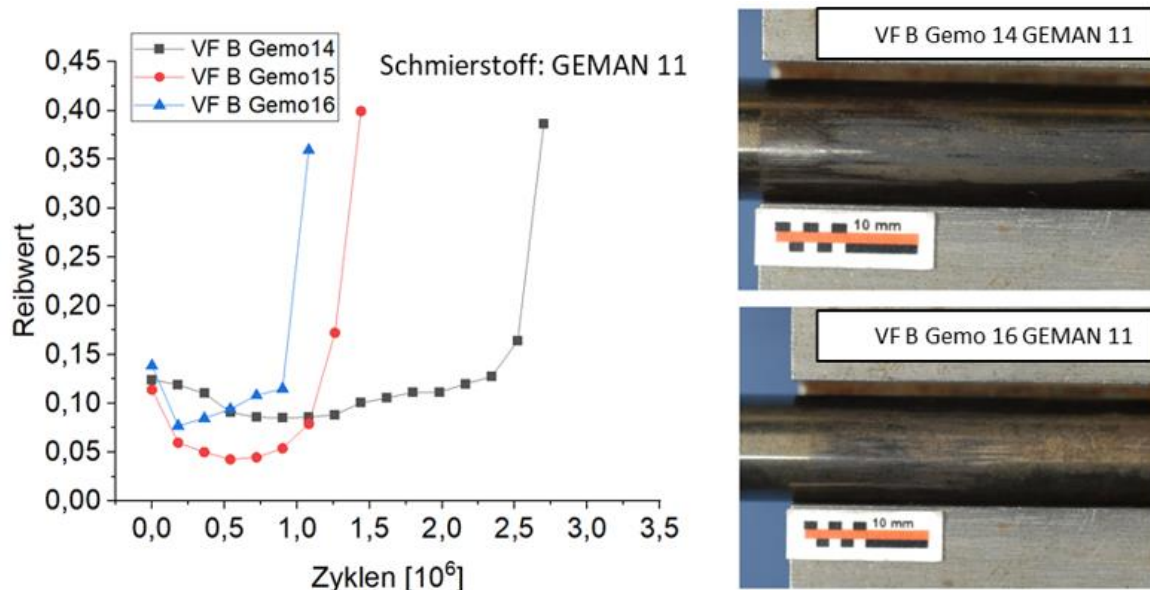 VF B Gemo14
VF B Gemo15
VF B Gemo16
Schmierstoff: GEMAN 11
0,45
0,40
0,35
0,30
0,25
0,20
0,15
0,10
0,05
0,00
Reibwert
0,0 0,5 1,0 1,5 2,0 2,5 3,0 3,5
Zyklen [10⁶]
VF B Gemo 14 GEMAN 11
10 mm
VF B Gemo 16 GEMAN 11
10 mm